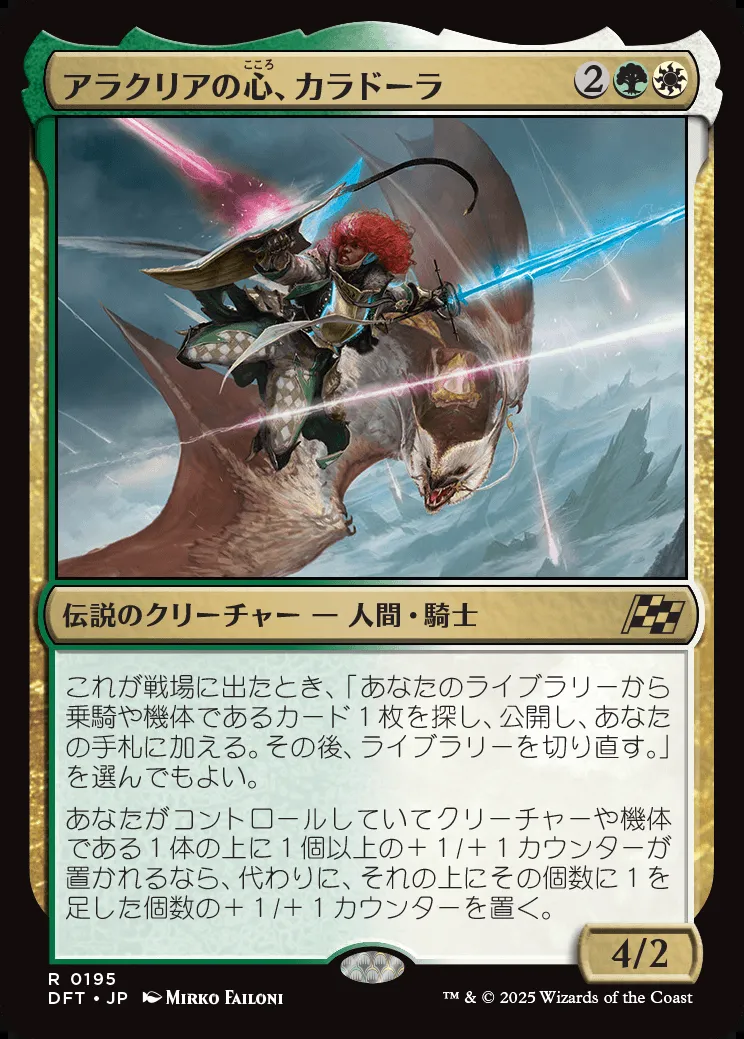 こころ
アラクリアの心、カラドーラ 2
伝説のクリーチャー — 人間・騎士
これが戦場に出たとき、「あなたのライブラリーから
乗騎や機体であるカード１枚を探し、公開し、あなた
の手札に加える。その後、ライブラリーを切り直す。」
を選んでもよい。
あなたがコントロールしていてクリーチャーや機体
である１体の上に１個以上の＋１/＋１カウンターが
置かれるなら、代わりに、それの上にその個数に１を
足した個数の＋１/＋１カウンターを置く。
4/2
R 0195
DFT • JP Mirko Failoni
™ & © 2025 Wizards of the Coast